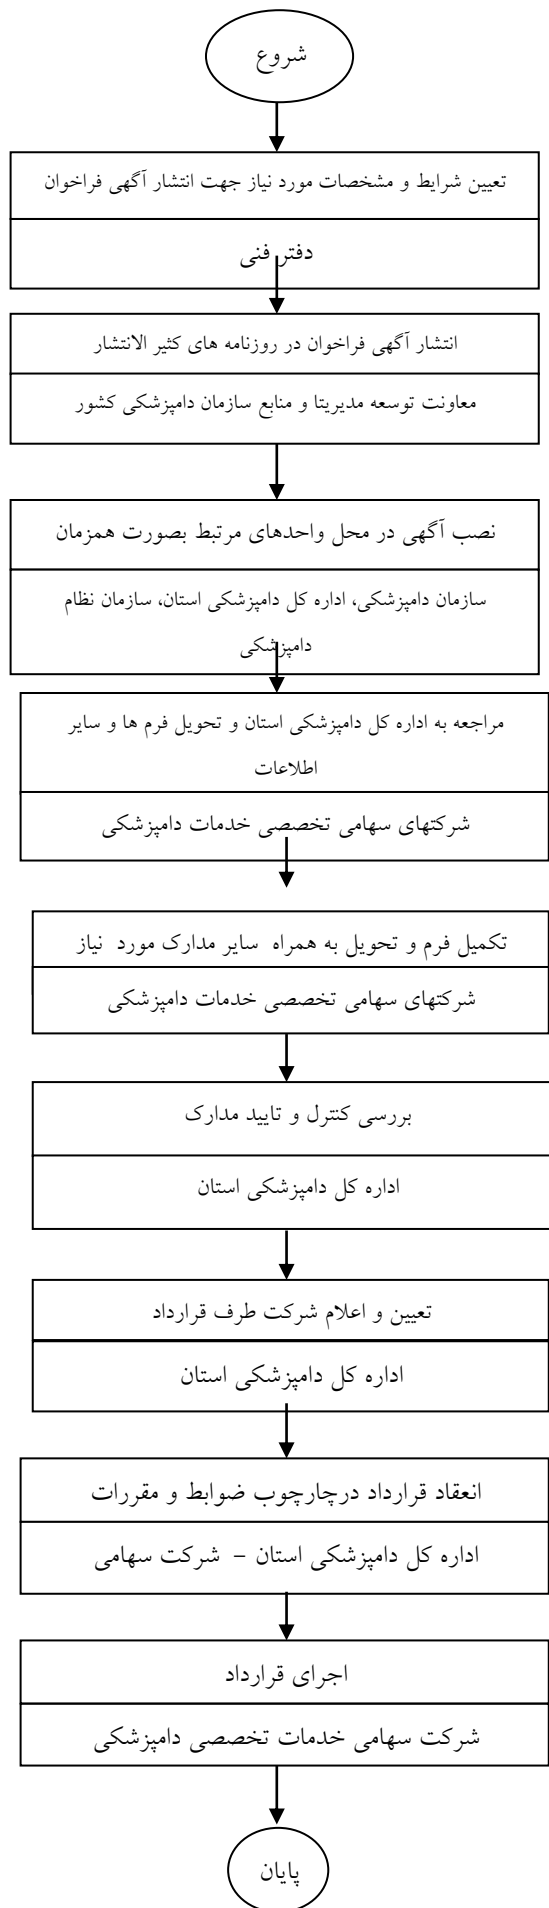 شروع
تعیین شرایط و مشخصات مورد نیاز جهت انتشار آگهی فراخوان
دفتر فنی
انتشار آگهی فراخوان در روزنامه های کثیر الانتشار
معاونت توسعه مدیریتا و منابع سازمان دامپزشکی کشور
نصب آگهی در محل واحدهای مرتبط بصورت همزمان
سازمان دامپزشکی، اداره کل دامپزشکی استان، سازمان نظام
دامپزشکی
مراجعه به اداره کل دامپزشکی استان و تحویل فرم ها و سایر
اطلاعات
شرکتهای سهامی تخصصی خدمات دامپزشکی
تکمیل فرم و تحویل به همراه سایر مدارک مورد نیاز
شرکتهای سهامی تخصصی خدمات دامپزشکی
بررسی کنترل و تایید مدارک
اداره کل دامپزشکی استان
تعیین و اعلام شرکت طرف قرارداد
اداره کل دامپزشکی استان
انعقاد قرارداد درچارچوب ضوابط و مقررات
اداره کل دامپزشکی استان – شرکت سهامی
اجرای قرارداد
شرکت سهامی خدمات تخصصی دامپزشکی
پایان